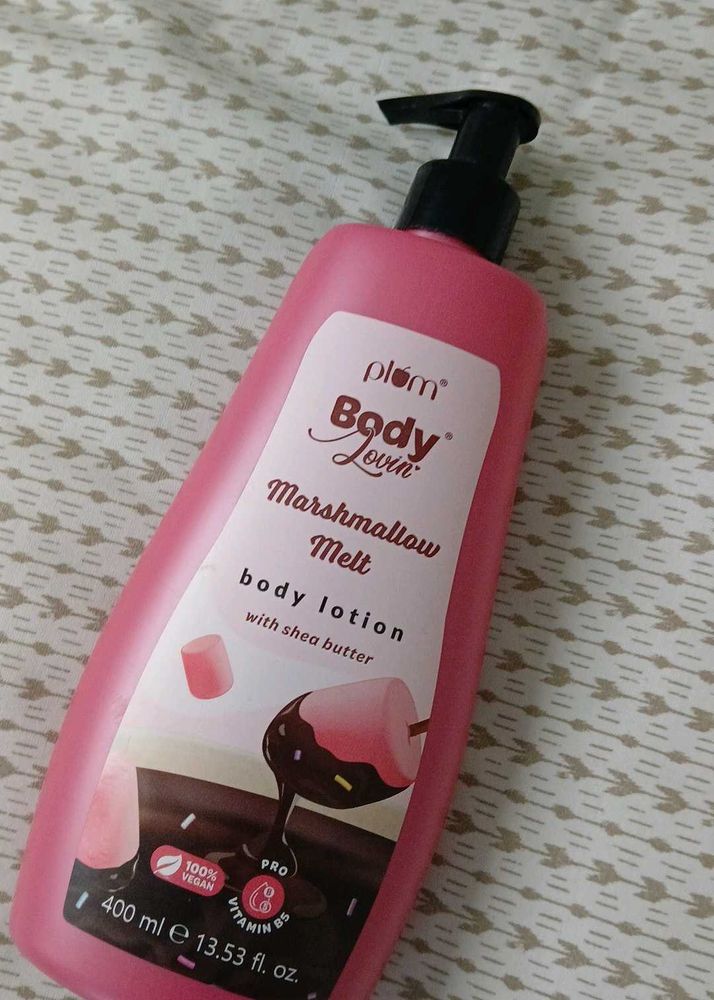 plum®
Body®
Lovin'
Marshmallow
Melt
body lotion
with shea butter
100%
VEGAN
PRO
VITAMIN B5
400 ml e 13.53 fl. oz.